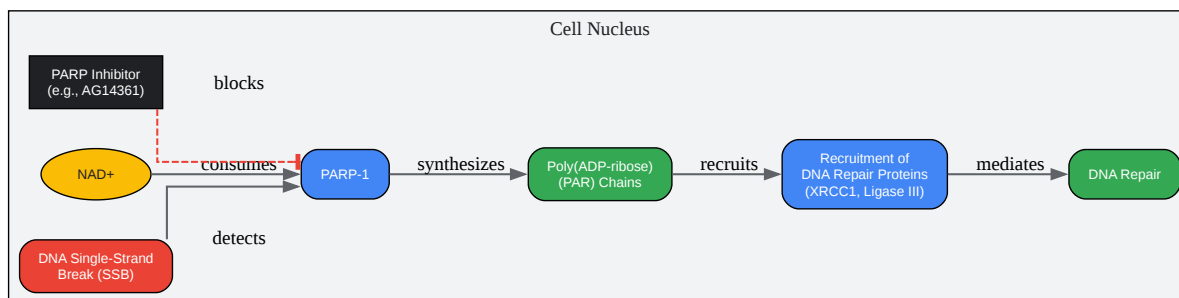 Cell Nucleus
PARP Inhibitor
(e.g., AG14361)
blocks
NAD+
consumes
PARP-1
synthesizes
Poly(ADP-ribose)
(PAR) Chains
recruits
Recruitment of
DNA Repair Proteins
(XRCC1, Ligase III)
mediates
DNA Repair
detects
DNA Single-Strand
Break (SSB)